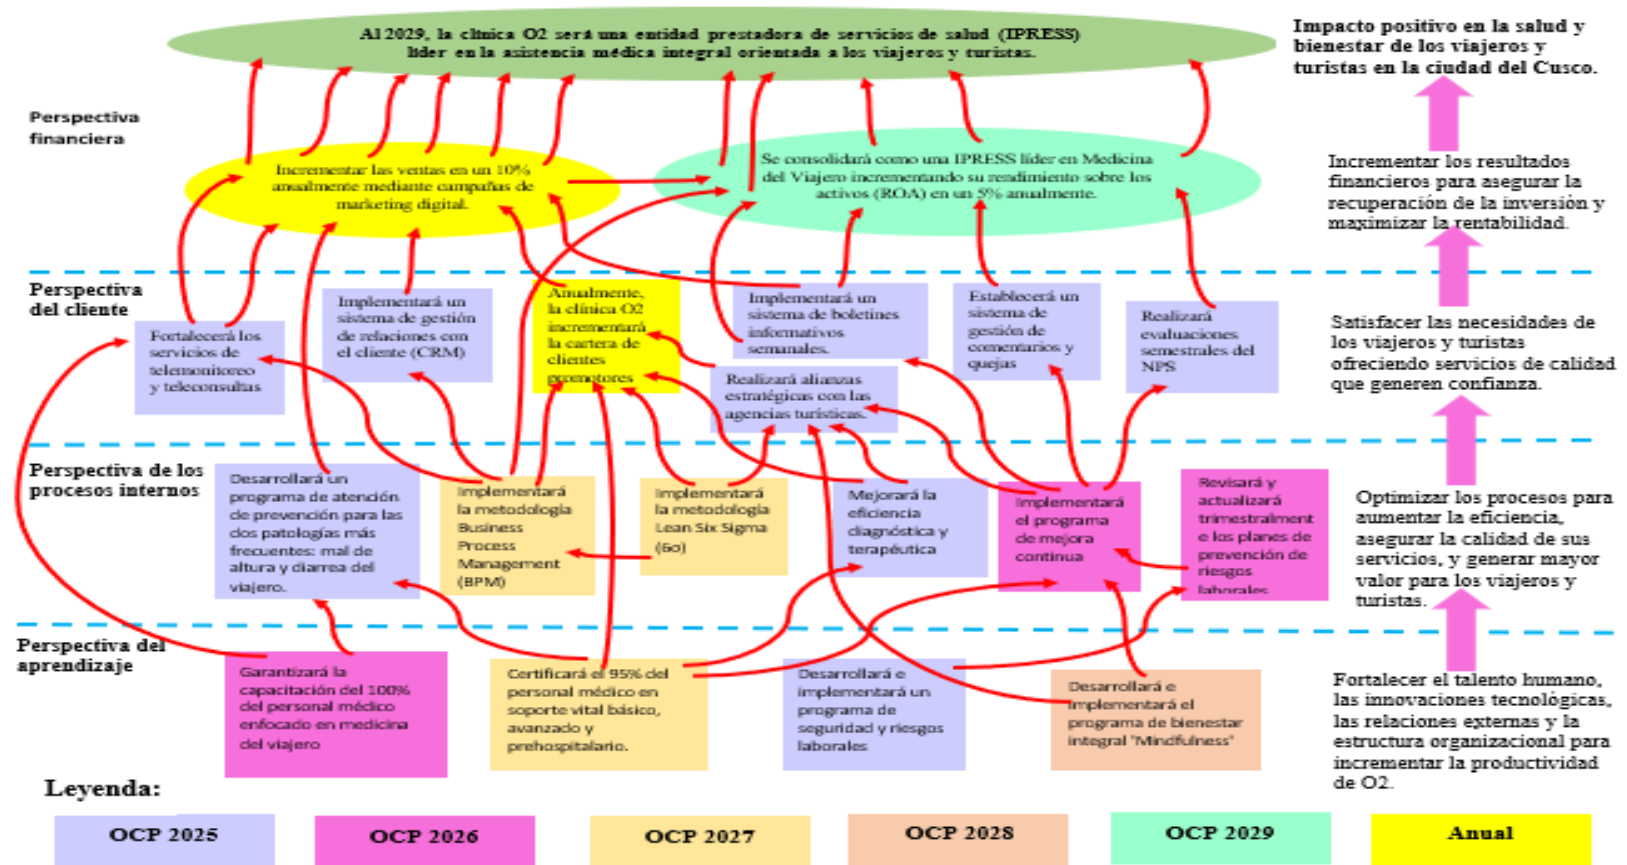 Al 2029, la clínica O2 será una entidad prestadora de servicios de salud (IPRESS)
líder en la asistencia médica integral orientada a los viajeros y turistas.
Impacto positivo en la salud y
bienestar de los viajeros y
turistas en la ciudad del Cusco.
Perspectiva
financiera
Incrementar las ventas en un 10%
anualmente mediante campañas de
marketing digital.
Se consolidará como una IPRESS líder en Medicina
del Viajero incrementando su rendimiento sobre los
activos (ROA) en un 5% anualmente.
Incrementar los resultados
financieros para asegurar la
recuperación de la inversión y
maximizar la rentabilidad.
Perspectiva
del cliente
Fortalecerá los
servicios de
telemonitoreo
y teleconsultas
Implementará un
sistema de gestión
de relaciones con
el cliente (CRM)
Anualmente,
la clínica O2
incrementará
la cartera de
clientes
promotores
Implementará un
sistema de boletines
informativos
semanales.
Realizará alianzas
estratégicas con las
agencias turísticas.
Establecerá un
sistema de
gestión de
comentarios y
quejas
Realizará
evaluaciones
semestrales del
NPS
Satisfacer las necesidades de
los viajeros y turistas
ofreciendo servicios de calidad
que generen confianza.
Perspectiva de los
procesos internos
Desarrollará un
programa de atención
de prevención para las
dos patologías más
frecuentes: mal de
altura y diarrea del
viajero.
Implementará
la metodología
Business
Process
Management
(BPM)
Implementará
la metodología
Lean Six Sigma
(6σ)
Mejorará la
eficiencia
diagnóstica y
terapéutica
Implementará
el programa
de mejora
continua
Revisará y
actualizará
trimestralment
e los planes de
prevención de
riesgos
laborales
Optimizar los procesos para
aumentar la eficiencia,
asegurar la calidad de sus
servicios, y generar mayor
valor para los viajeros y
turistas.
Perspectiva del
aprendizaje
Garantizará la
capacitación del 100%
del personal médico
enfocado en medicina
del viajero
Certificará el 95% del
personal médico en
soporte vital básico,
avanzado y
prehospitalario.
Desarrollará e
implementará un
programa de
seguridad y riesgos
laborales
Desarrollará e
implementará el
programa de bienestar
integral 'Mindfulness'
Fortalecer el talento humano,
las innovaciones tecnológicas,
las relaciones externas y la
estructura organizacional para
incrementar la productividad
de O2.
Leyenda:
OCP 2025
OCP 2026
OCP 2027
OCP 2028
OCP 2029
Anual